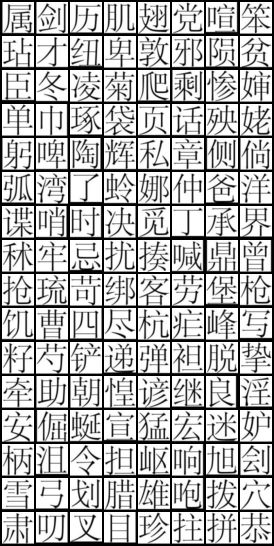 属剑历肌翅党喧笨
玷才纽卑敦邪陨贫
臣冬凌菊爬剩惨婶
单巾琢袋页话殃姥
躬啤陶辉私章侧倘
弧湾了蛉娜仲爸洋
谍哨时决觅丁承界
秫牢忌扰揍喊鼎曾
抢琉苛绑客劳堡枪
饥曹四尽杭疟峰写
籽芍铲递弹袒脱挚
牵助朝惶谚继良淫
安倔蜒宣猛宏迷妒
柄沮令担岖响旭刽
雪弓划腊雄咆拨穴
肃叨叉目珍拄拼恭